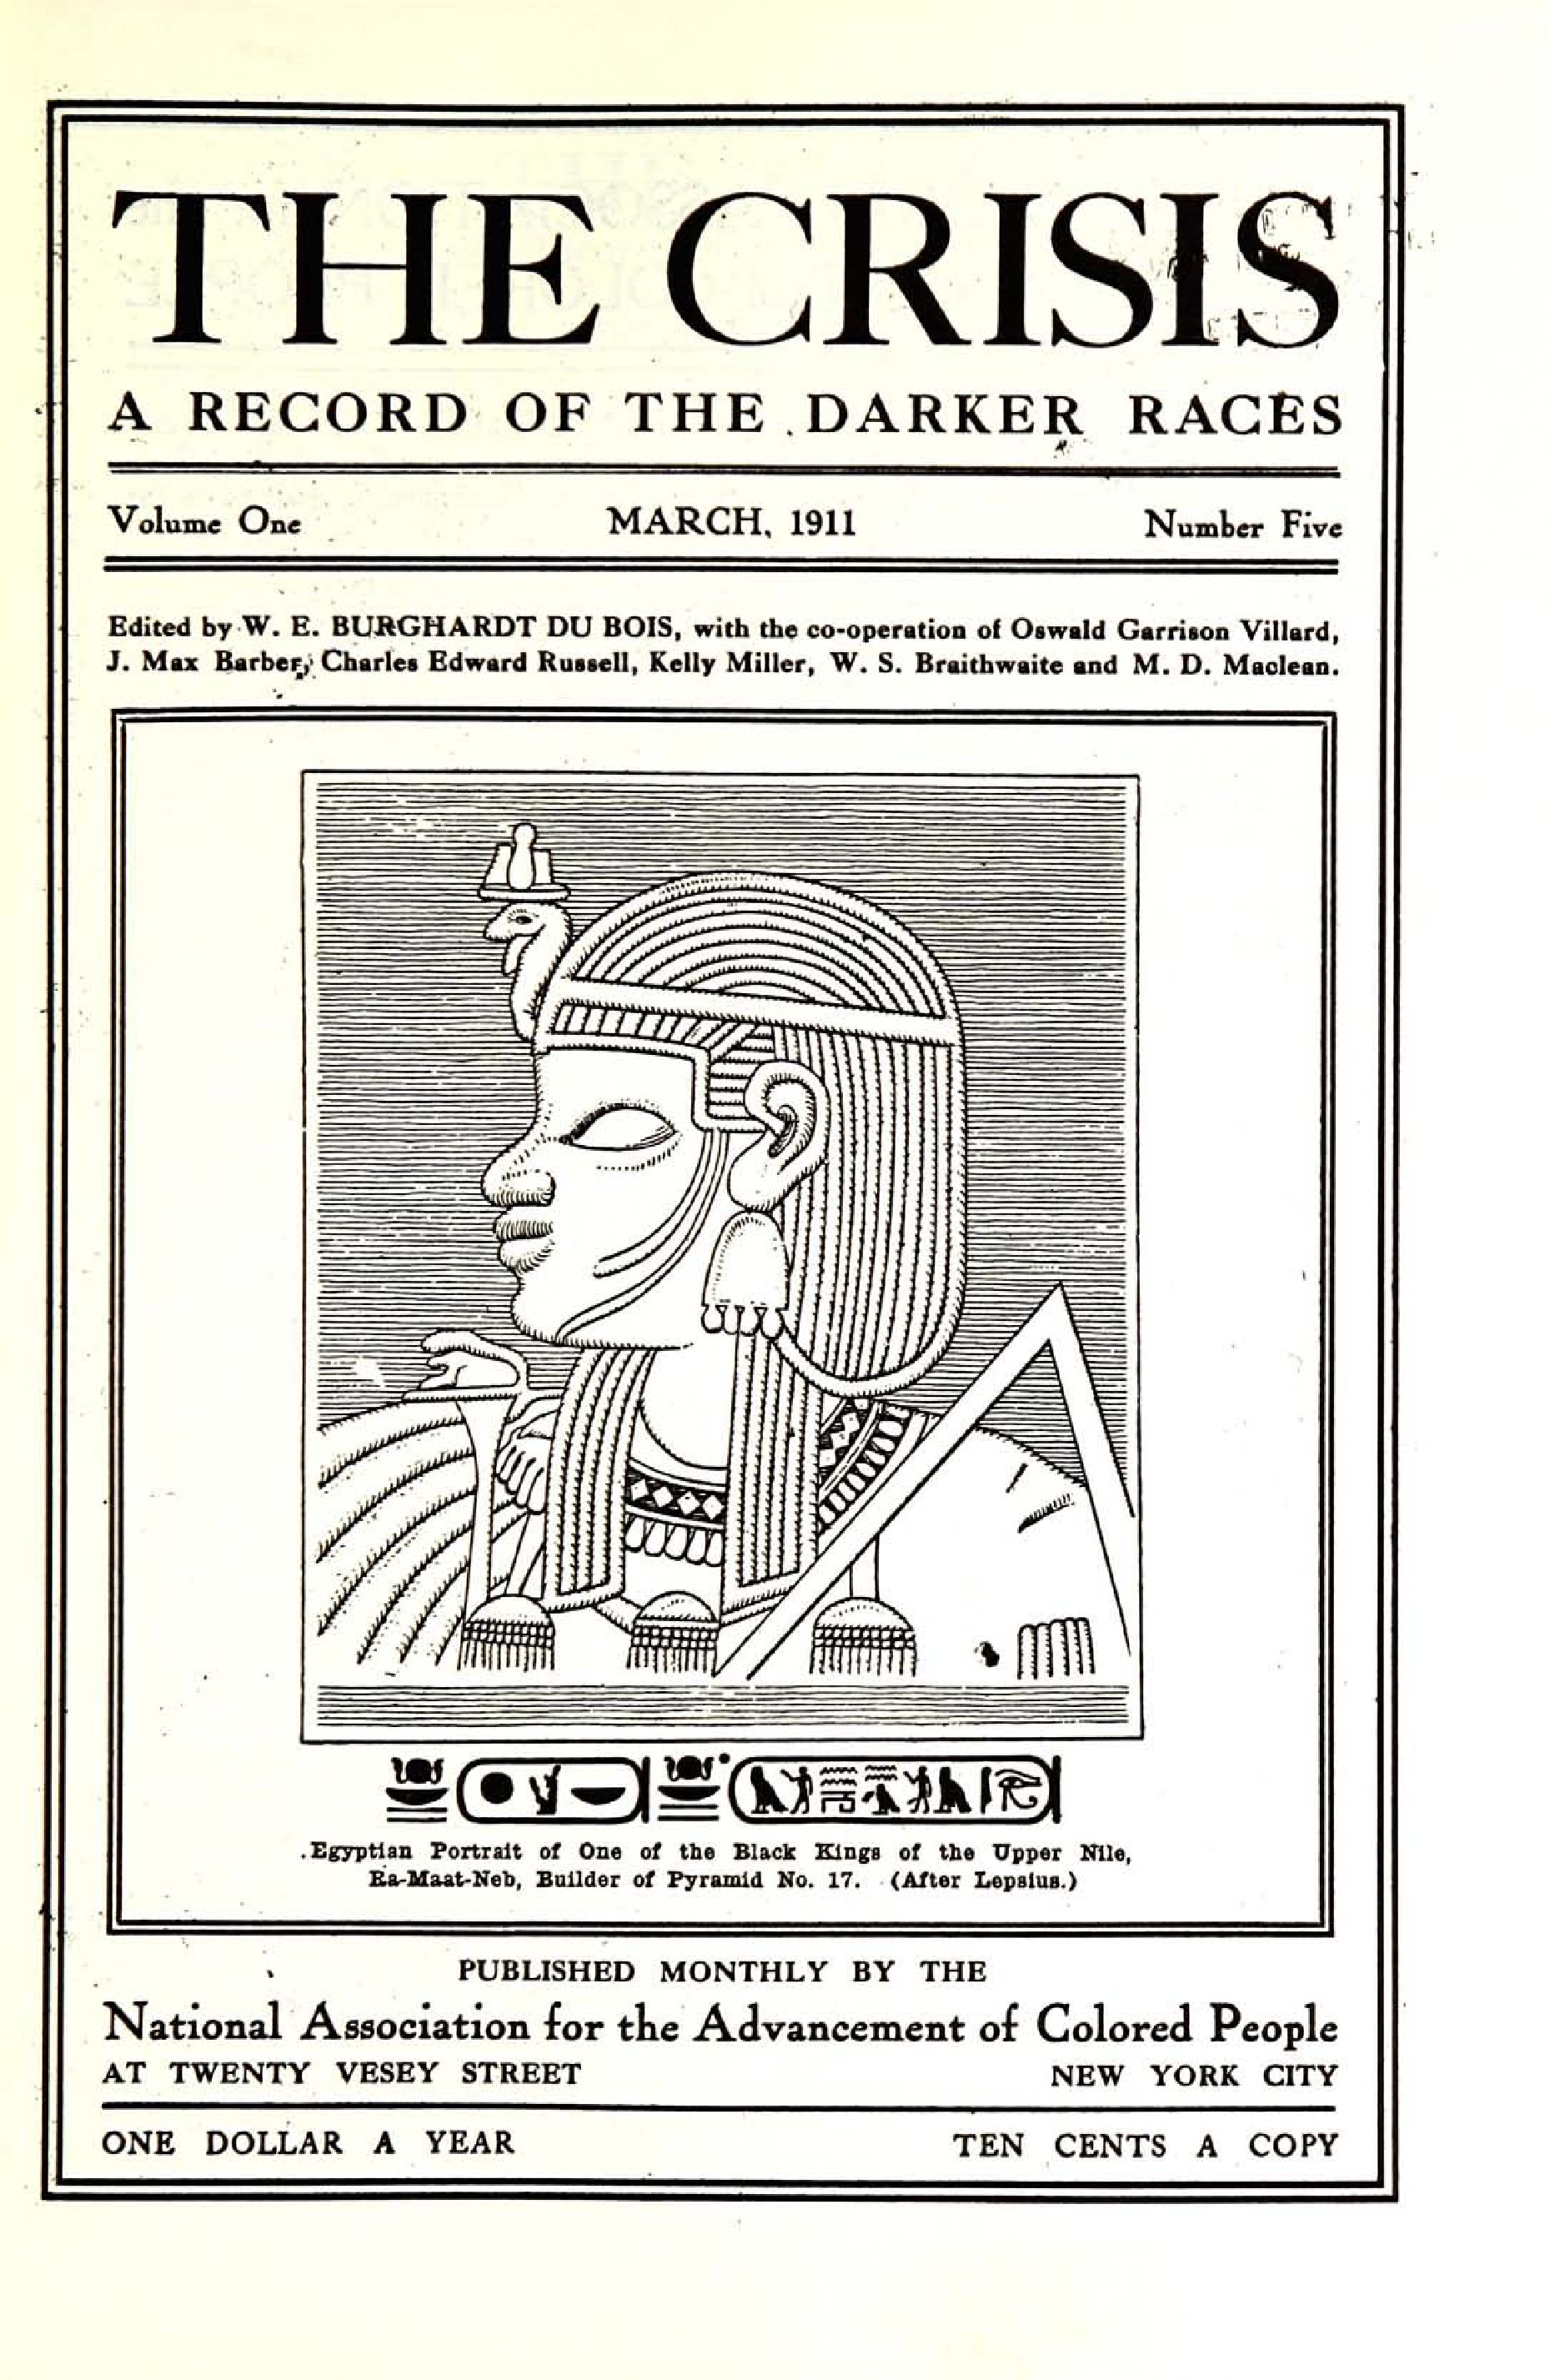 THE CRISIS
A RECORD OF THE DARKER RACES
Volume One MARCH, 1911 Number Five
Edited by W. E. BURGHARDT DU BOIS, with the co-operation of Oswald Garrison Villard,
J. Max Barber, Charles Edward Russell, Kelly Miller, W. S. Braithwaite and M. D. Maclean.
Egyptian Portrait of One of the Black Kings of the Upper Nile,
Ra-Maat-Neb, Builder of Pyramid No. 17. (After Lepsius.)
PUBLISHED MONTHLY BY THE
National Association for the Advancement of Colored People
AT TWENTY VESEY STREET NEW YORK CITY
ONE DOLLAR A YEAR TEN CENTS A COPY